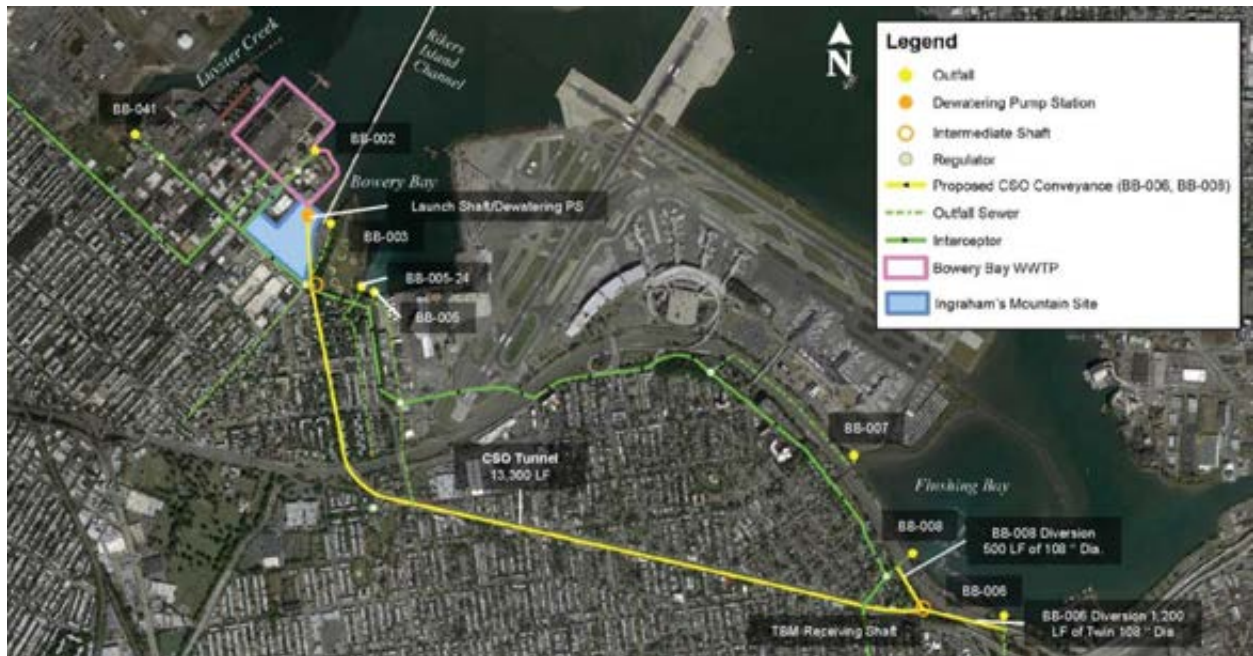 Luyster Creek
Rikers
Island
Channel
N
BB-041
BB-002
Bowery Bay
Launch Shaft/Dewatering PS
BB-003
BB-005-24
BB-005
CSO Tunnel
13,300 LF
BB-007
Flushing Bay
BB-008
BB-008 Diversion
500 LF of 108 " Dia.
BB-006
TBM Receiving Shaft
BB-006 Diversion 1,200
LF of Twin 108 " Dia
Legend
Outfall
Dewatering Pump Station
Intermediate Shaft
Regulator
Proposed CSO Conveyance (BB-006, BB-008)
Outfall Sewer
Interceptor
Bowery Bay WWTP
Ingraham's Mountain Site